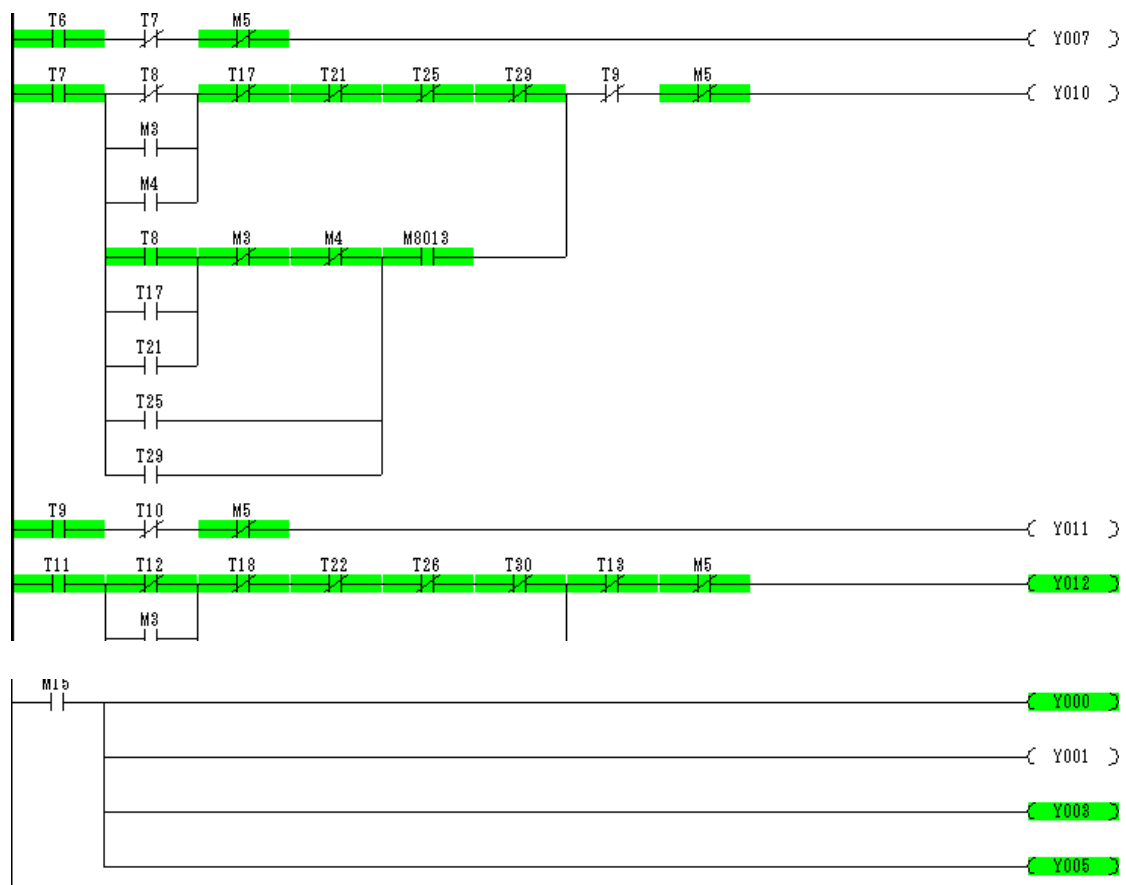 T6 T7 M5
Y007
T7 T8 T17 T21 T25 T29 T9 M5
Y010
M3
M4
T8 M3 M4 M8013
T17
T21
T25
T29
T9 T10 M5
Y011
T11 T12 T18 T22 T26 T30 T13 M5
Y012
M3
M15
Y000
Y001
Y003
Y005